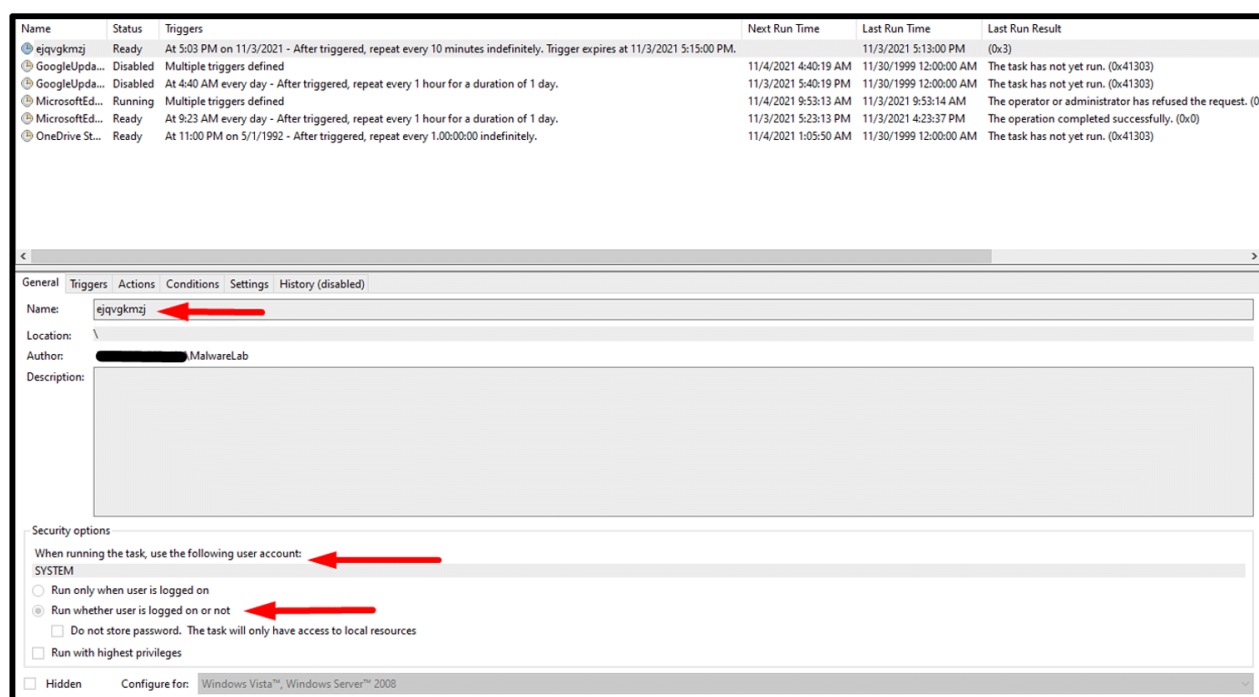 Name Status Triggers Next Run Time Last Run Time Last Run Result
ejqvgkmzj Ready At 5:03 PM on 11/3/2021 - After triggered, repeat every 10 minutes indefinitely. Trigger expires at 11/3/2021 5:15:00 PM. 11/3/2021 5:13:00 PM (0x3)
GoogleUpda... Disabled Multiple triggers defined 11/4/2021 4:40:19 AM 11/30/1999 12:00:00 AM The task has not yet run. (0x41303)
GoogleUpda... Disabled At 4:40 AM every day - After triggered, repeat every 1 hour for a duration of 1 day. 11/3/2021 5:40:19 PM 11/30/1999 12:00:00 AM The task has not yet run. (0x41303)
MicrosoftEd... Running Multiple triggers defined 11/4/2021 9:53:13 AM 11/3/2021 9:53:14 AM The operator or administrator has refused the request. (0
MicrosoftEd... Ready At 9:23 AM every day - After triggered, repeat every 1 hour for a duration of 1 day. 11/3/2021 5:23:13 PM 11/3/2021 4:23:37 PM The operation completed successfully. (0x0)
OneDrive St... Ready At 11:00 PM on 5/1/1992 - After triggered, repeat every 1.00:00:00 indefinitely. 11/4/2021 1:05:50 AM 11/30/1999 12:00:00 AM The task has not yet run. (0x41303)
General Triggers Actions Conditions Settings History (disabled)
Name: ejqvgkmzj
Location: \
Author: \MalwareLab
Description:
Security options
When running the task, use the following user account:
SYSTEM
Run only when user is logged on
Run whether user is logged on or not
Do not store password. The task will only have access to local resources
Run with highest privileges
Hidden Configure for: Windows Vista™, Windows Server™ 2008